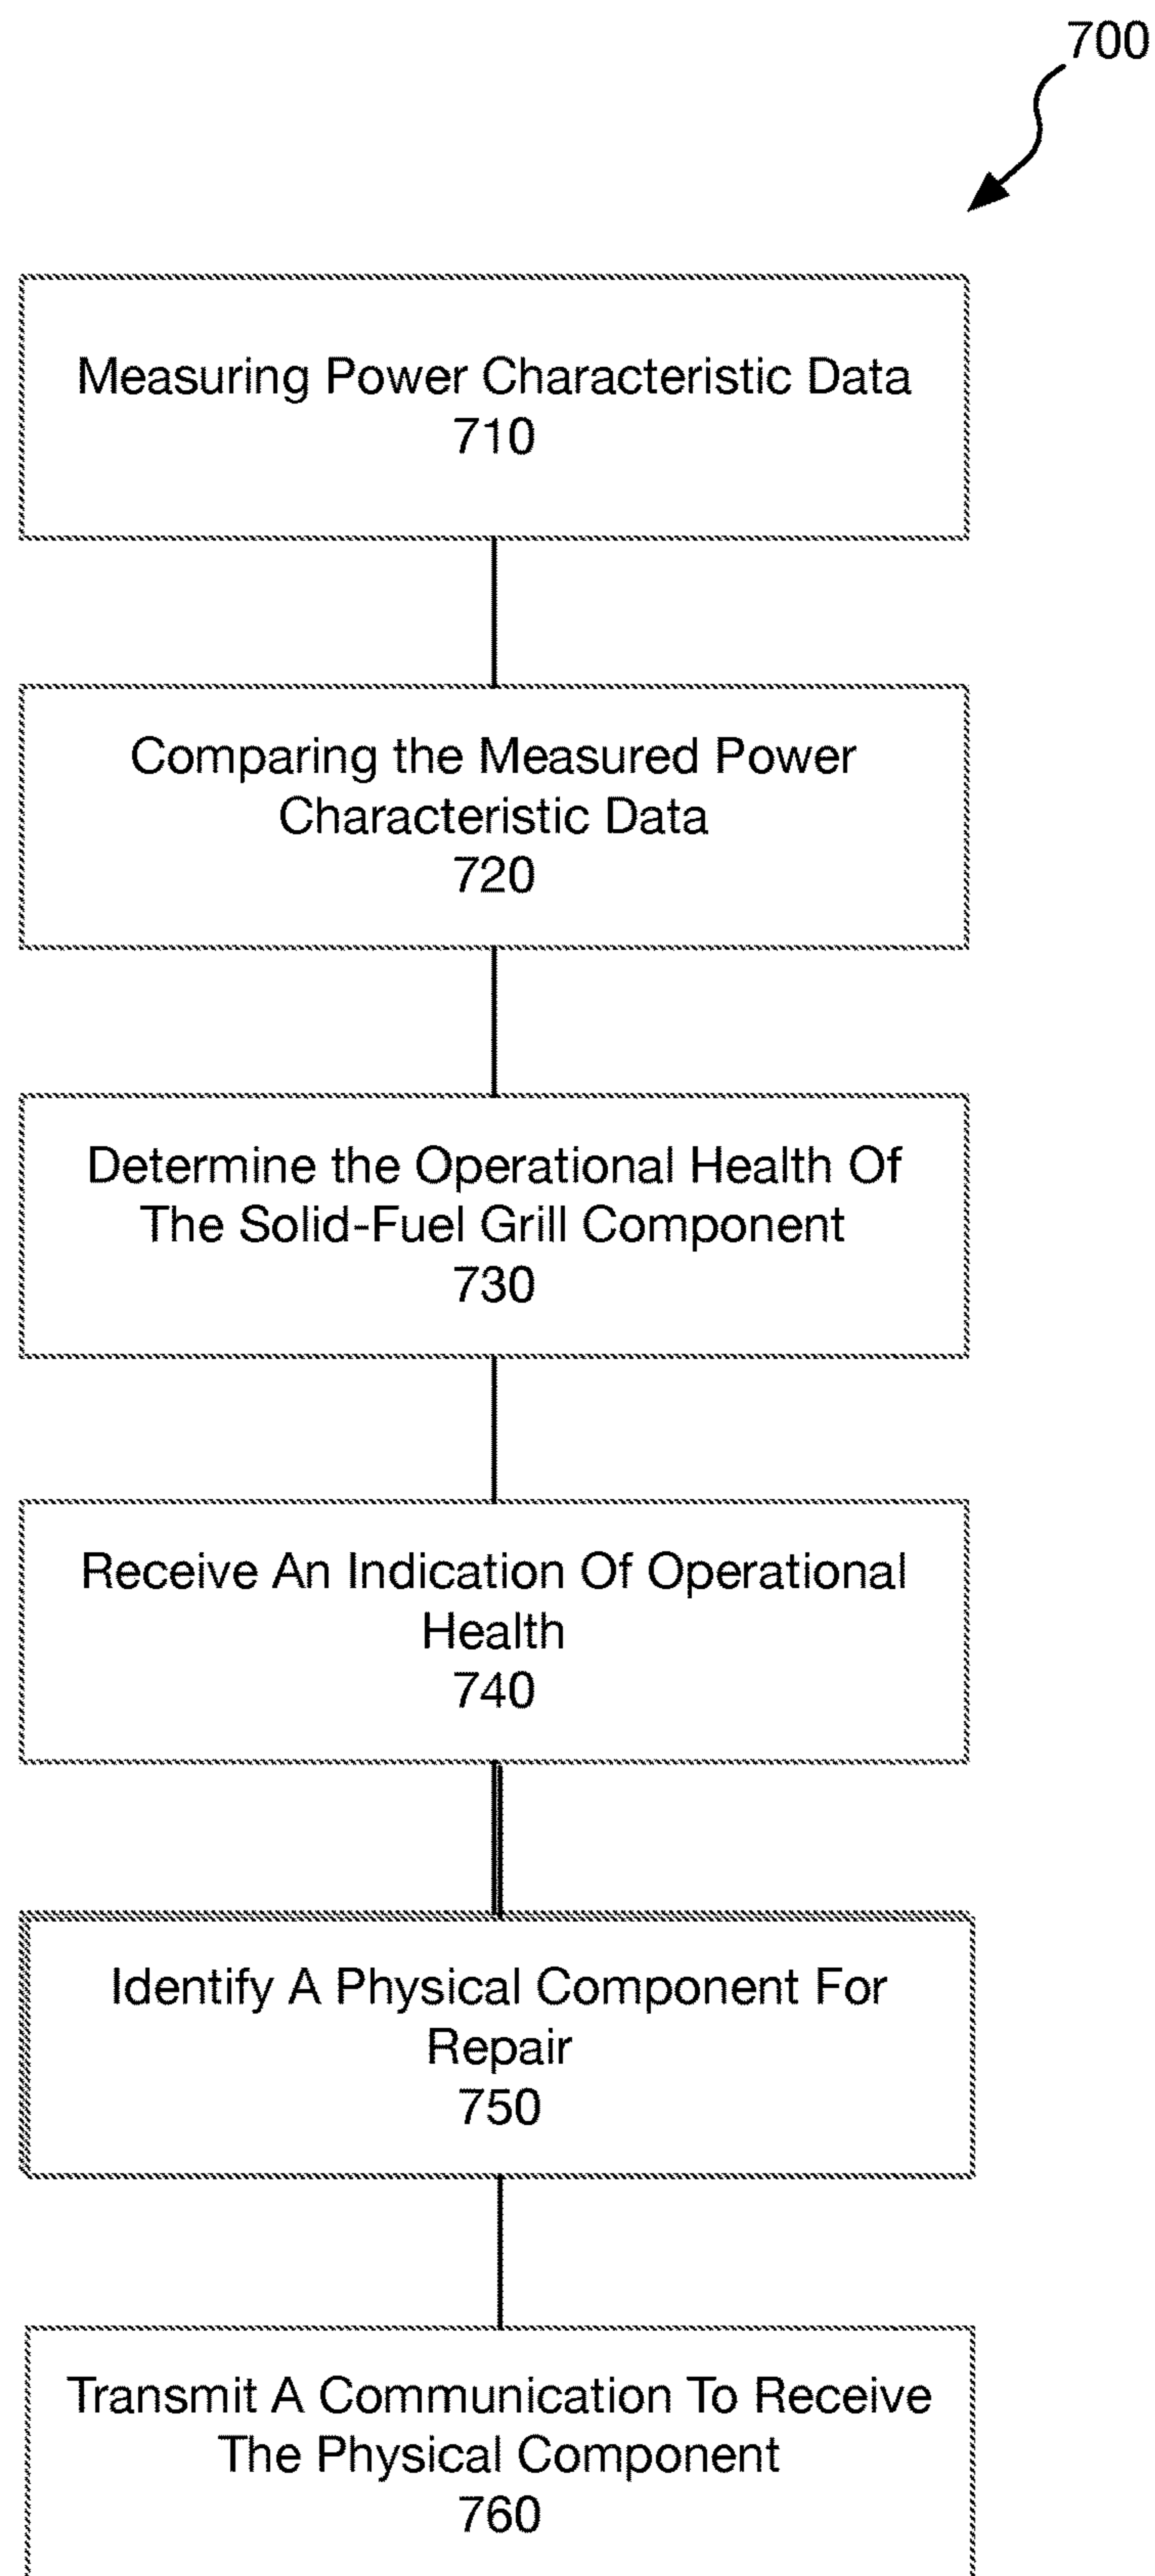 700
Measuring Power Characteristic Data
710
Comparing the Measured Power
Characteristic Data
720
Determine the Operational Health Of
The Solid-Fuel Grill Component
730
Receive An Indication Of Operational
Health
740
Identify A Physical Component For
Repair
750
Transmit A Communication To Receive
The Physical Component
760